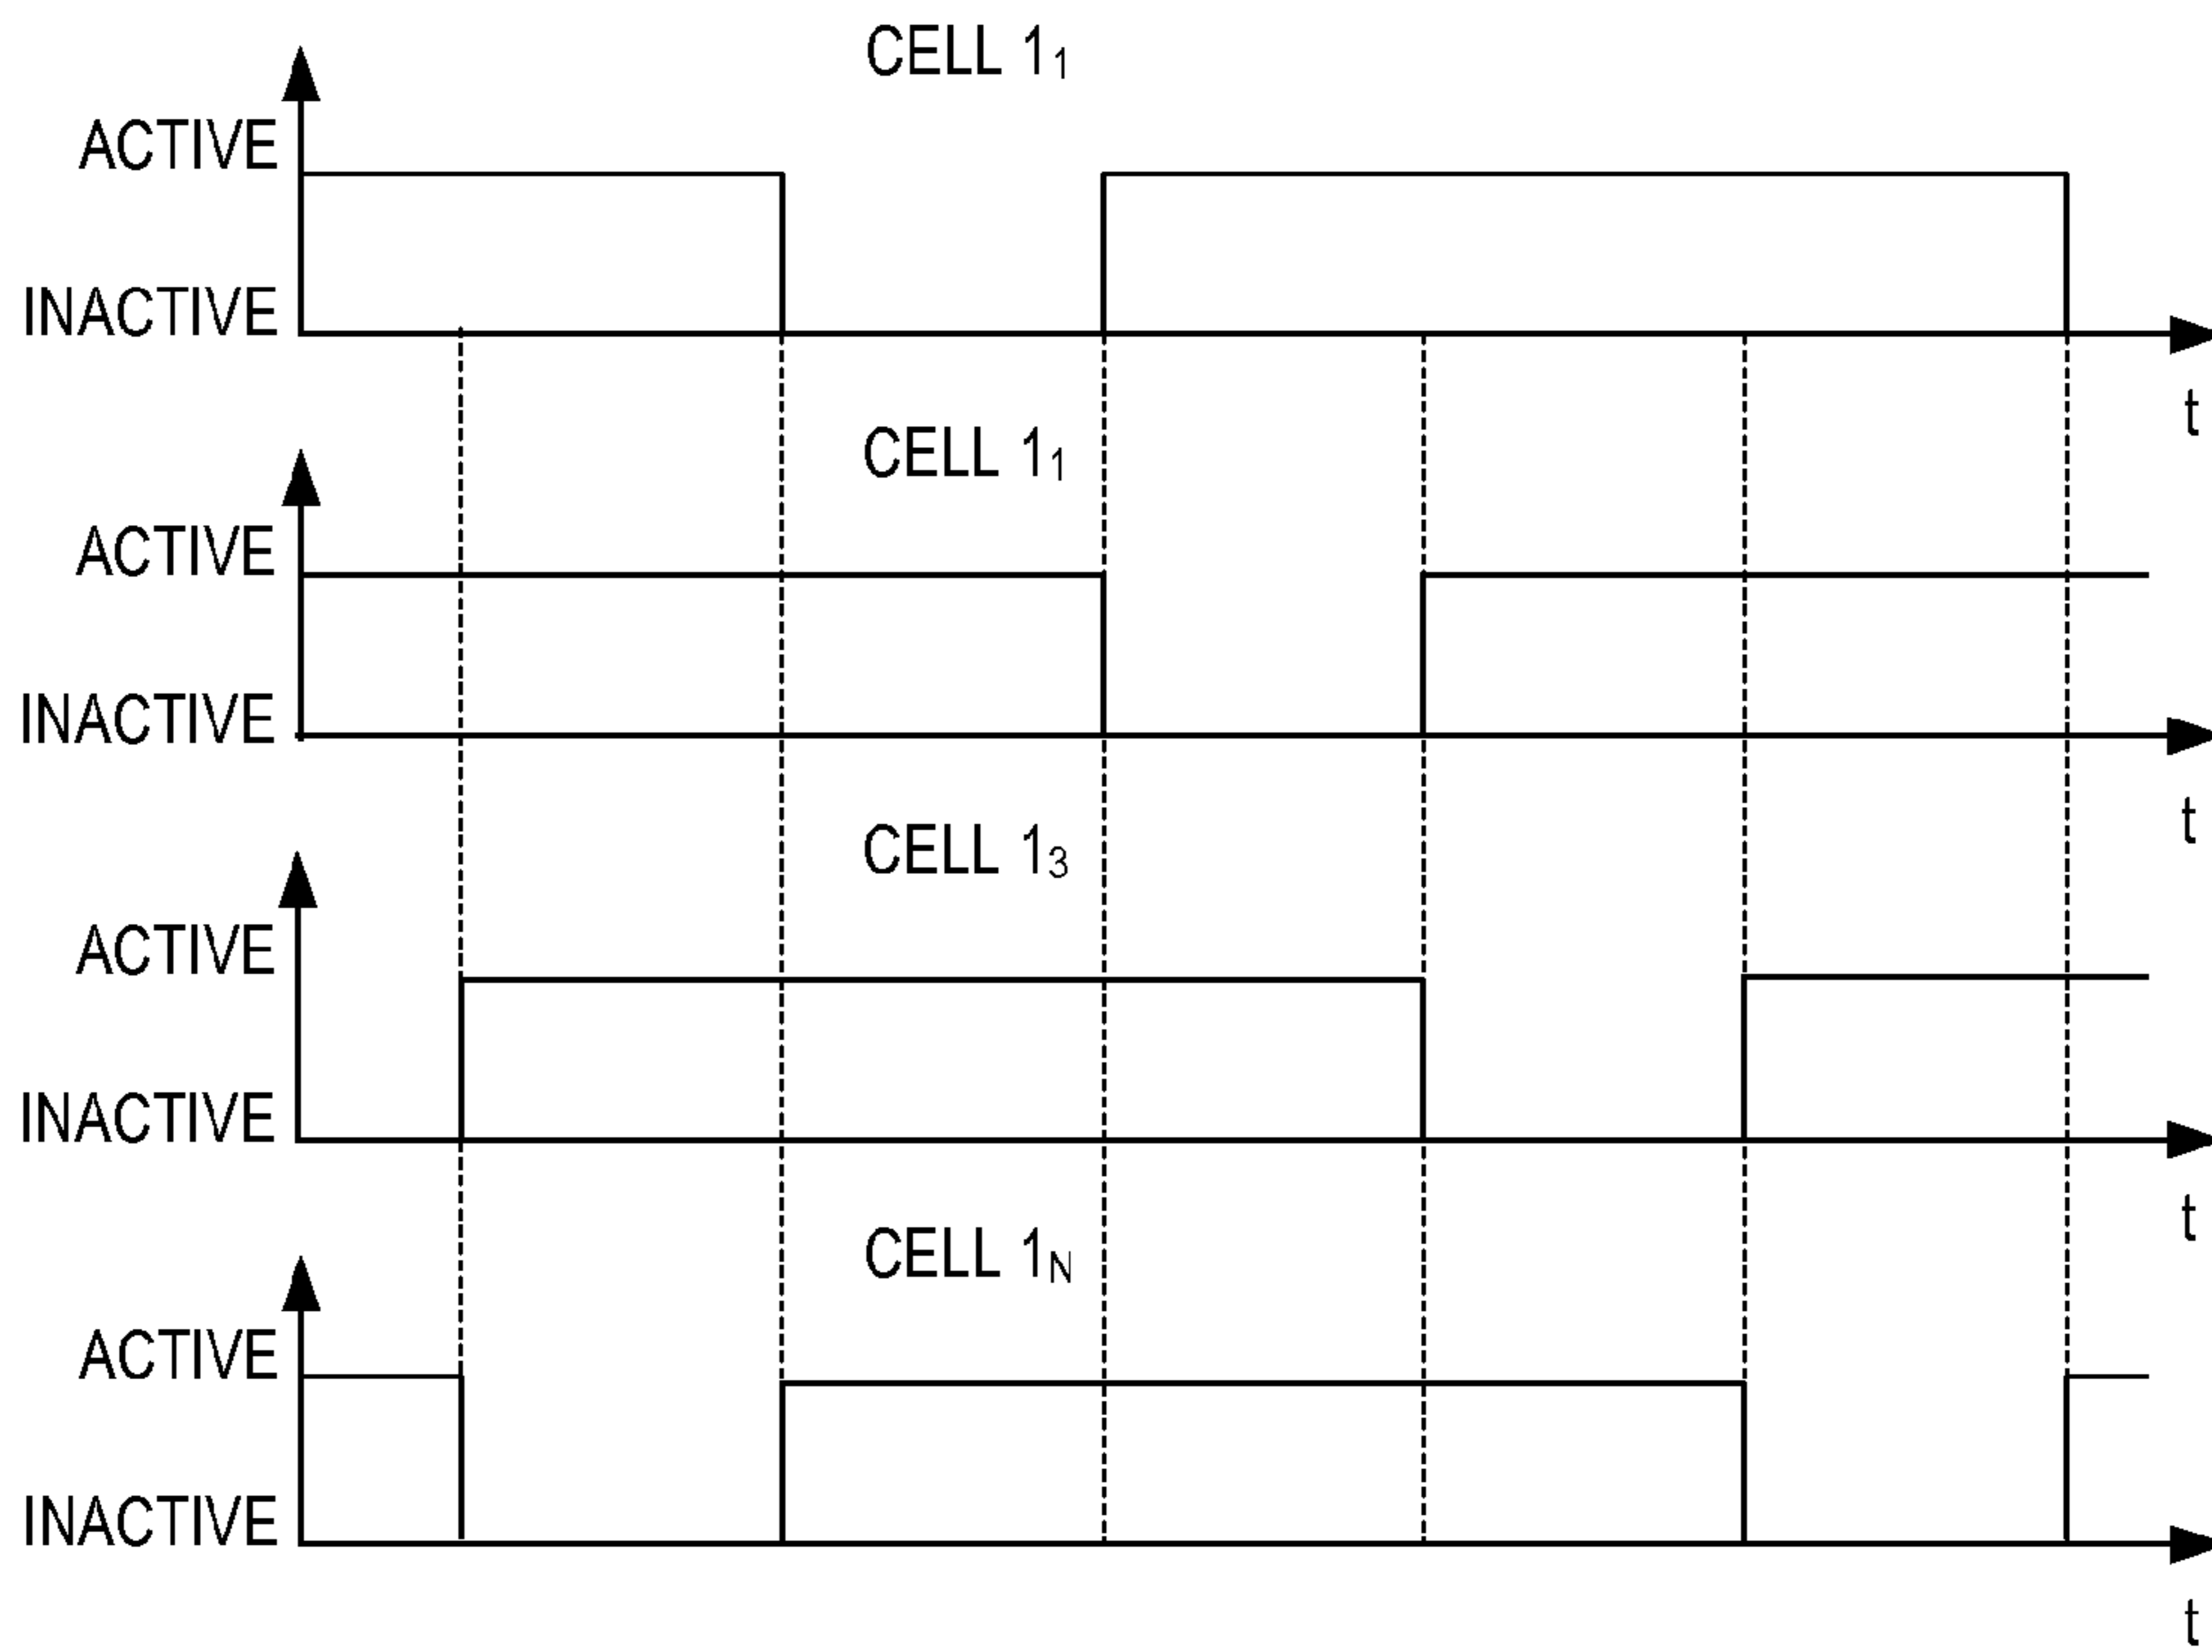 CELL 1₁
ACTIVE
INACTIVE
t
CELL 1₁
ACTIVE
INACTIVE
t
CELL 1₃
ACTIVE
INACTIVE
t
CELL 1N
ACTIVE
INACTIVE
t